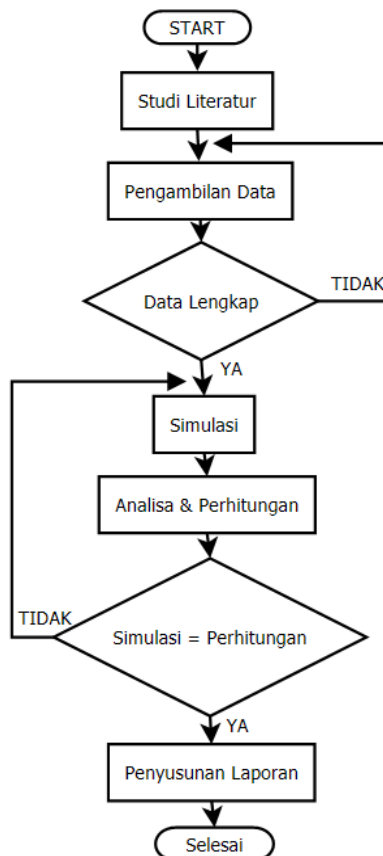 START
Studi Literatur
Pengambilan Data
Data Lengkap
TIDAK
YA
Simulasi
Analisa & Perhitungan
TIDAK
Simulasi = Perhitungan
YA
Penyusunan Laporan
Selesai